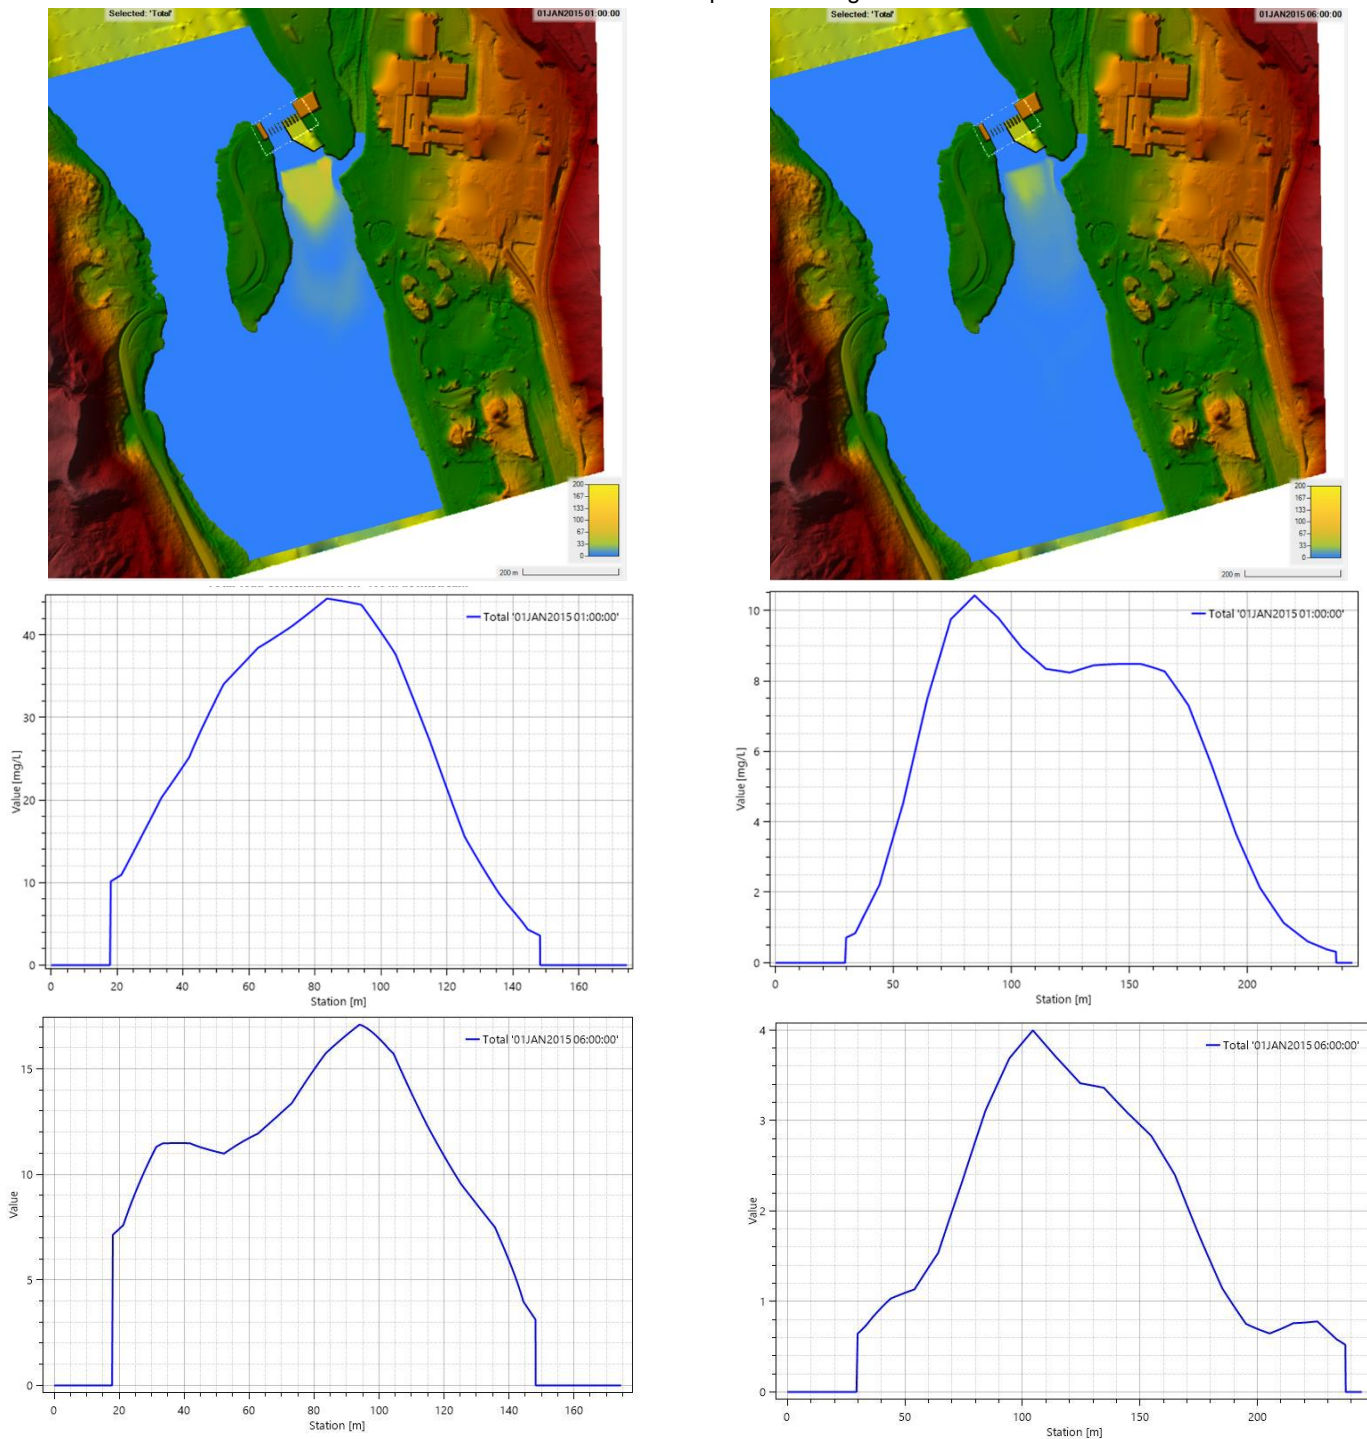 Selected: 'Total'
01JAN2015 01:00:00
200
167
133
100
67
33
0
200 m
Selected: 'Total'
01JAN2015 06:00:00
200
167
133
100
67
33
0
200 m
Total '01JAN2015 01:00:00'
Value [mg/L]
40
30
20
10
0
0 20 40 60 80 100 120 140 160
Station [m]
Total '01JAN2015 01:00:00'
Value [mg/L]
10
8
6
4
2
0
0 50 100 150 200
Station [m]
Total '01JAN2015 06:00:00'
Value
15
10
5
0
0 20 40 60 80 100 120 140 160
Station [m]
Total '01JAN2015 06:00:00'
Value
4
3
2
1
0
0 50 100 150 200
Station [m]